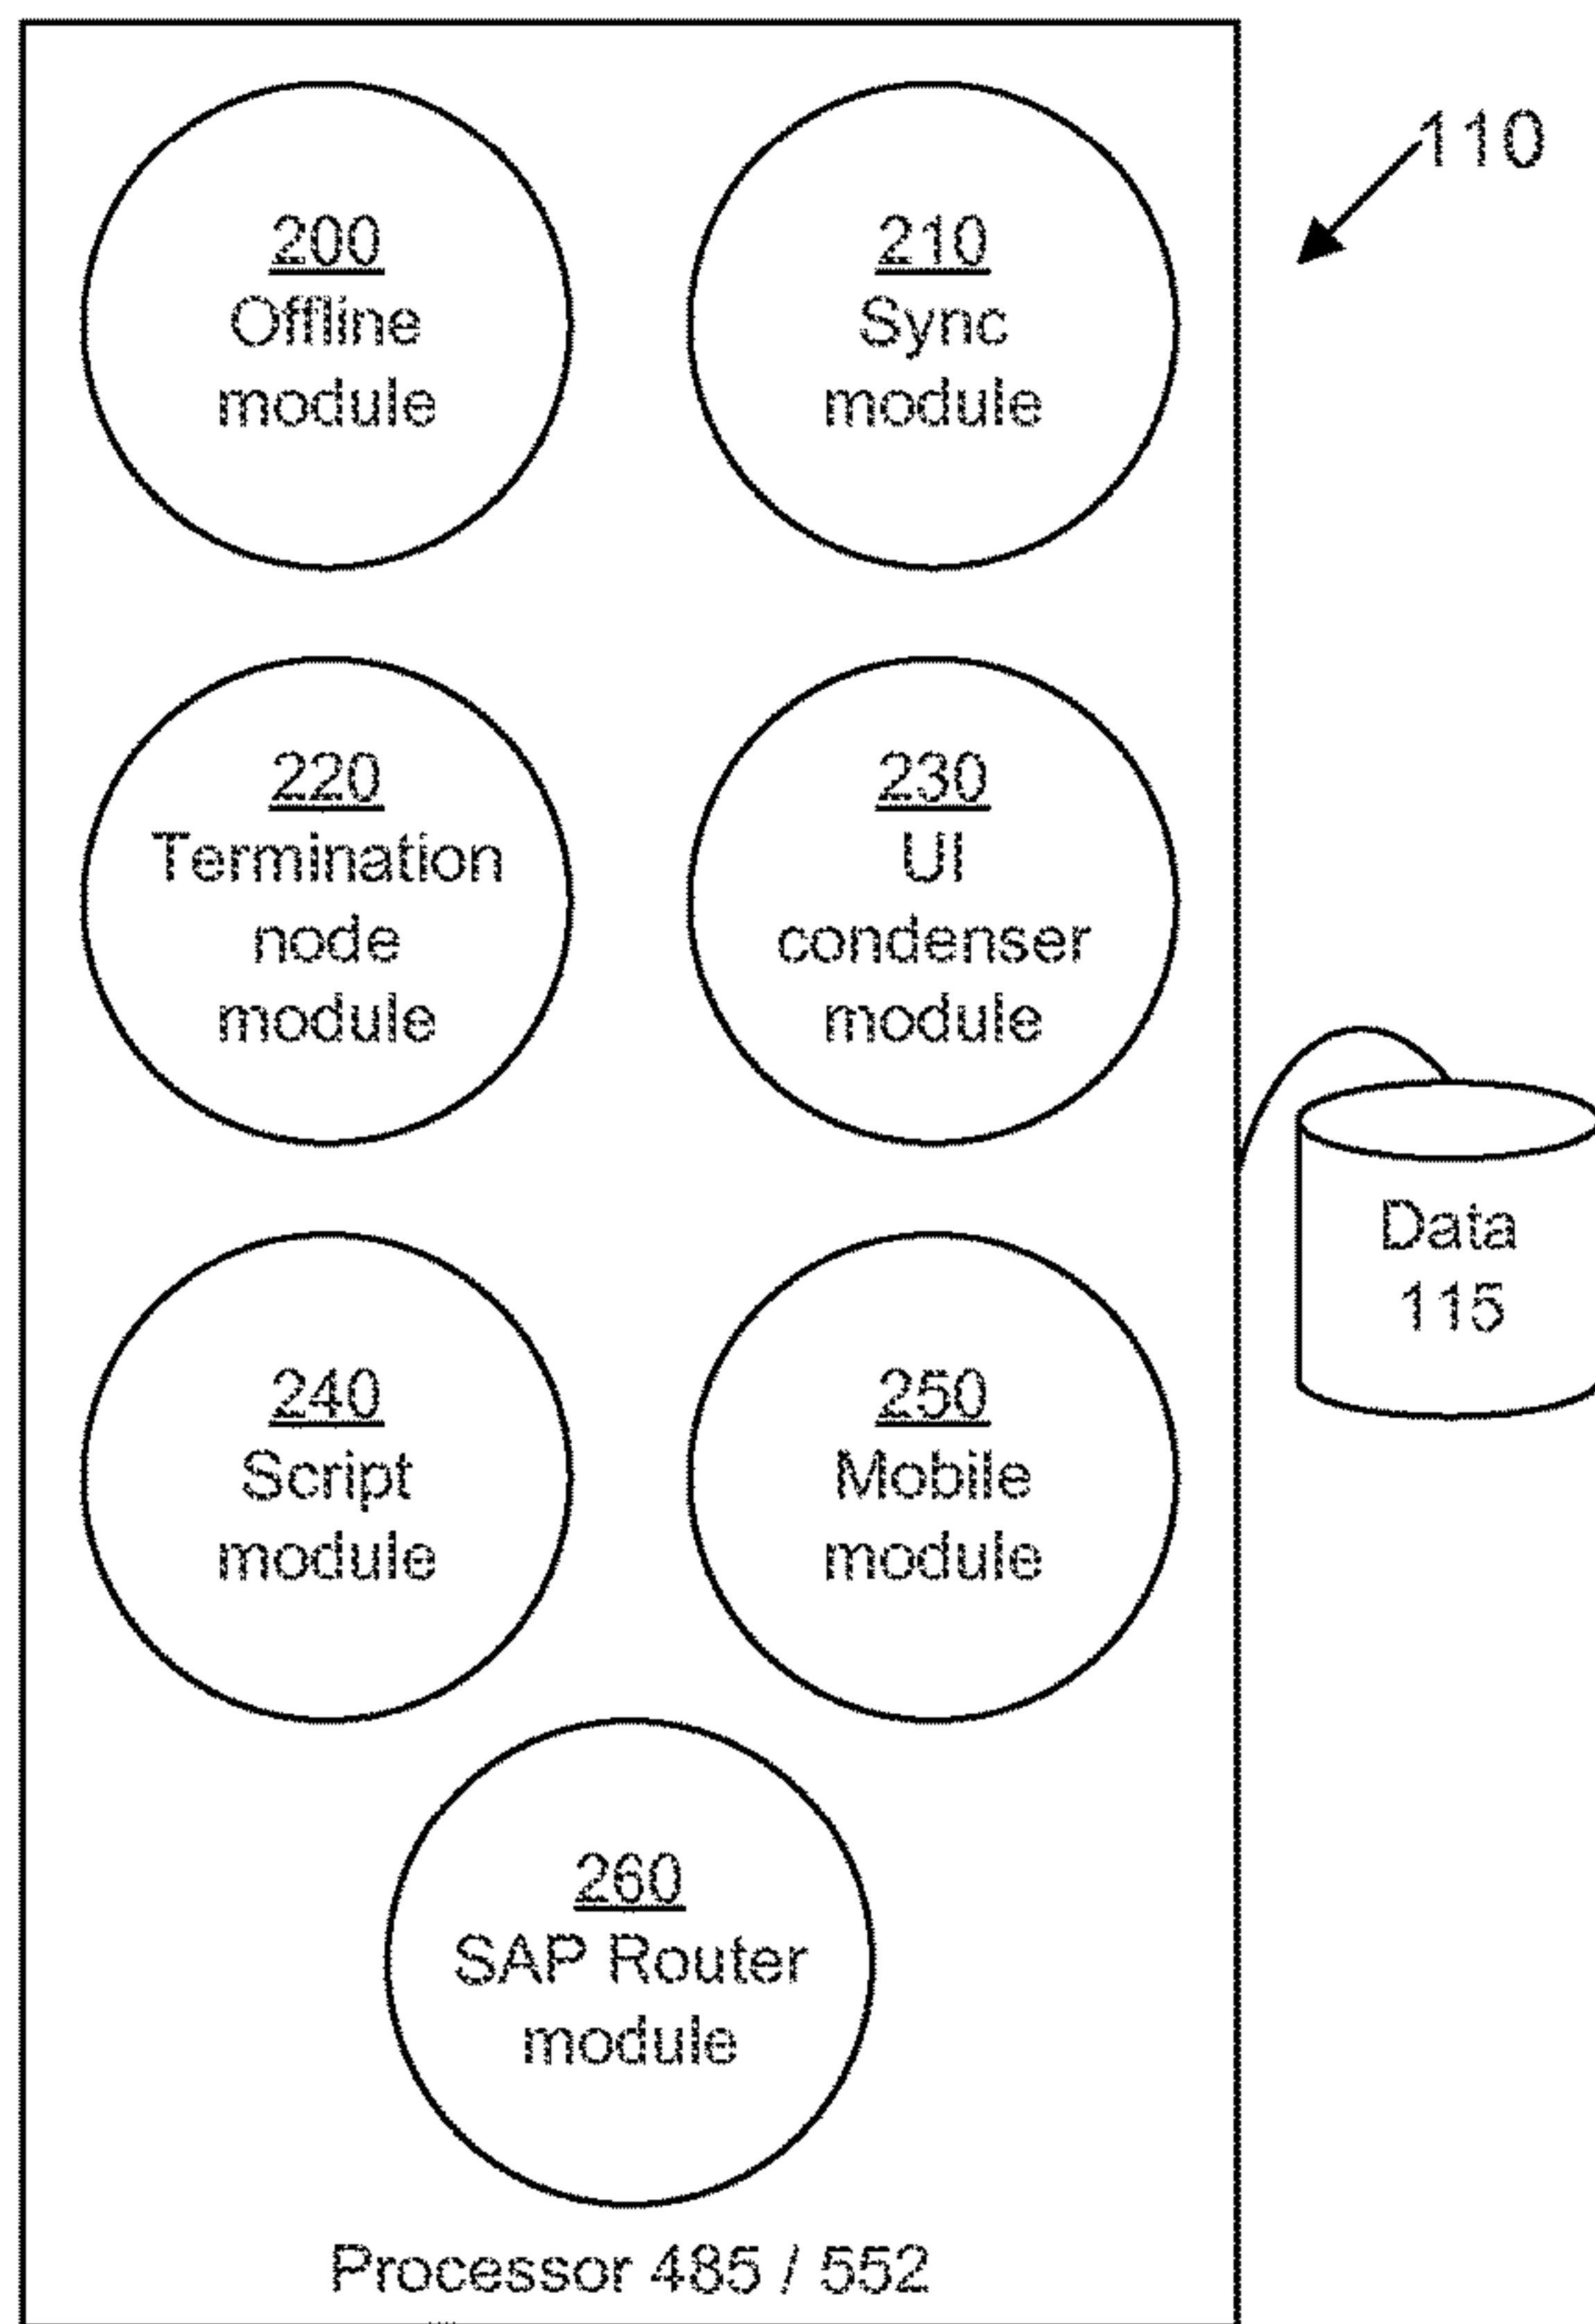 110
200
Offline
module
210
Sync
module
220
Termination
node
module
230
UI
condenser
module
Data
115
240
Script
module
250
Mobile
module
260
SAP Router
module
Processor 485 / 552